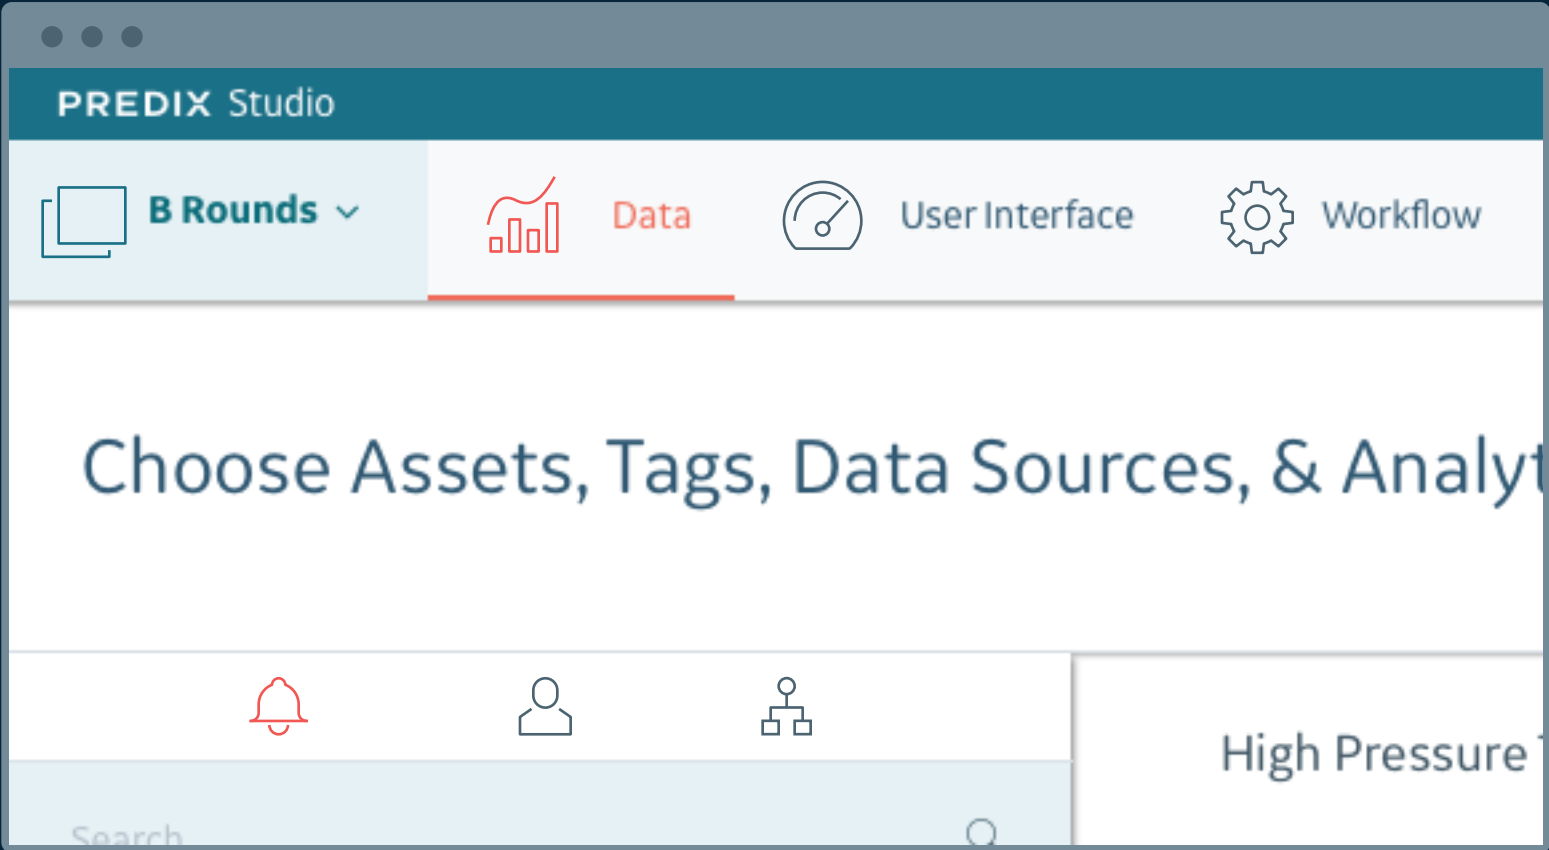 PREDIX Studio
B Rounds
Data
User Interface
Workflow
Choose Assets, Tags, Data Sources, & Analyt
High Pressure
Search